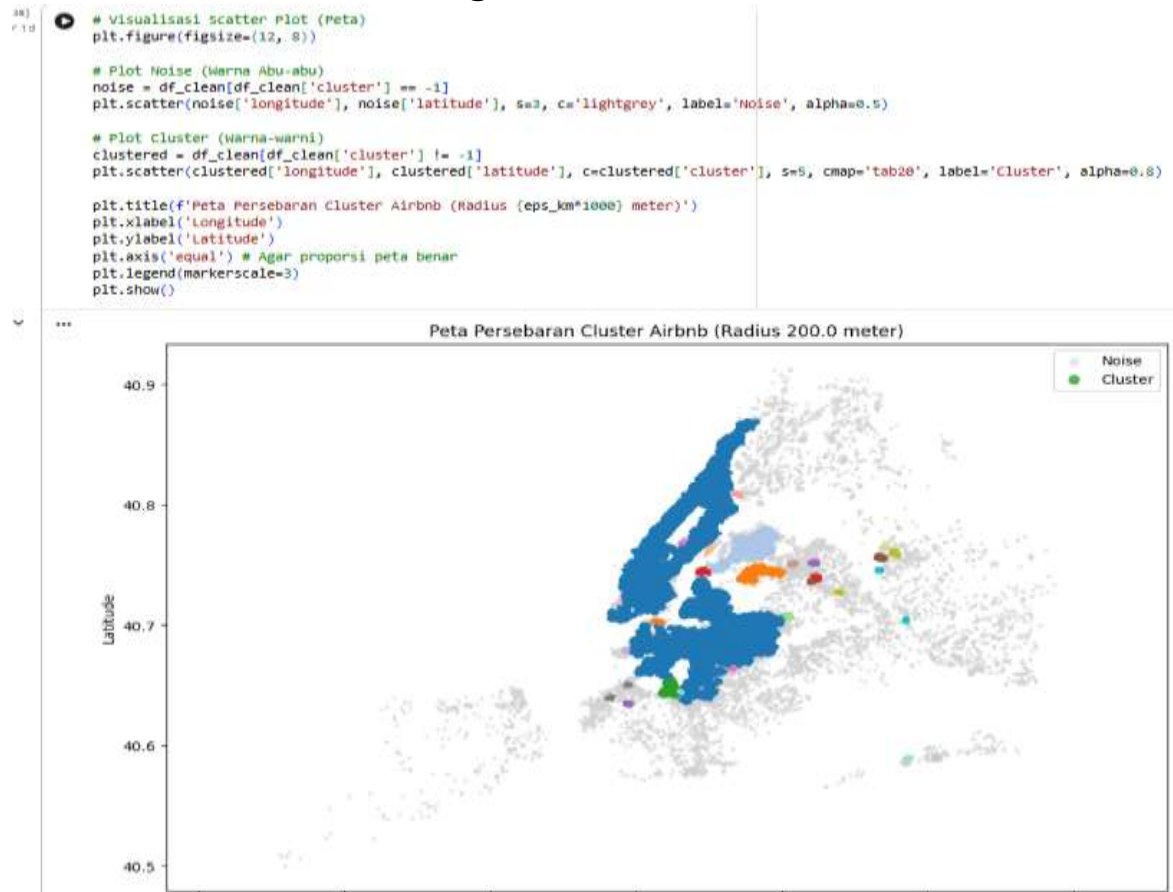 # Visualisasi Scatter Plot (Peta)
plt.figure(figsize=(12, 8))
# Plot Noise (Warna Abu-abu)
noise = df_clean[df_clean['cluster'] == -1]
plt.scatter(noise['longitude'], noise['latitude'], s=3, c='lightgrey', label='Noise', alpha=0.5)
# Plot Cluster (Warna-warni)
clustered = df_clean[df_clean['cluster'] != -1]
plt.scatter(clustered['longitude'], clustered['latitude'], c=clustered['cluster'], s=5, cmap='tab20', label='Cluster', alpha=0.8)
plt.title(f'Peta Persebaran Cluster Airbnb (Radius {eps_km*1000} meter)')
plt.xlabel('Longitude')
plt.ylabel('Latitude')
plt.axis('equal') # Agar proporsi peta benar
plt.legend(markerscale=3)
plt.show()
Peta Persebaran Cluster Airbnb (Radius 200.0 meter)
Noise
Cluster
40.9
40.8
40.7
40.6
40.5
Latitude